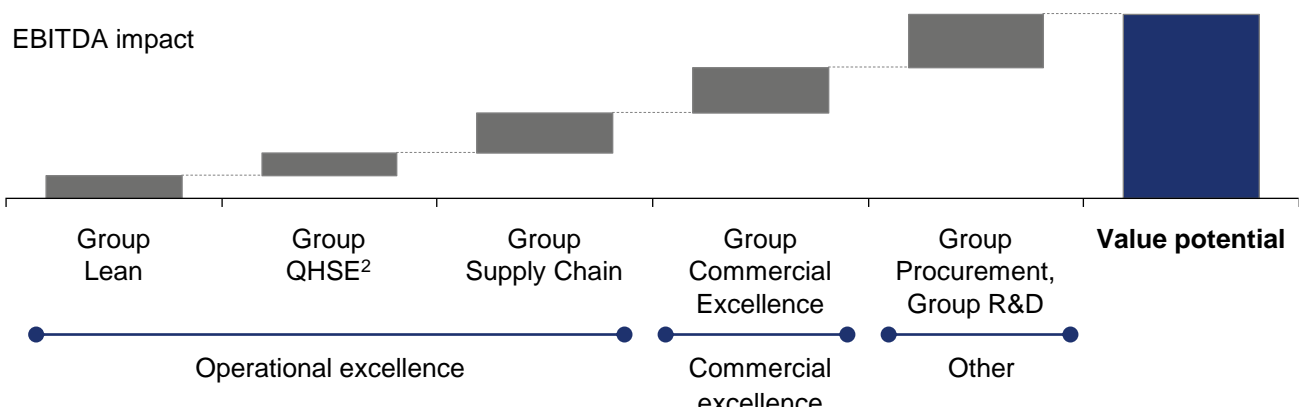 EBITDA impact
Group
Lean
Group
QHSE²
Group
Supply Chain
Group
Commercial
Excellence
Group
Procurement,
Group R&D
Value potential
Operational excellence
Commercial
excellence
Other